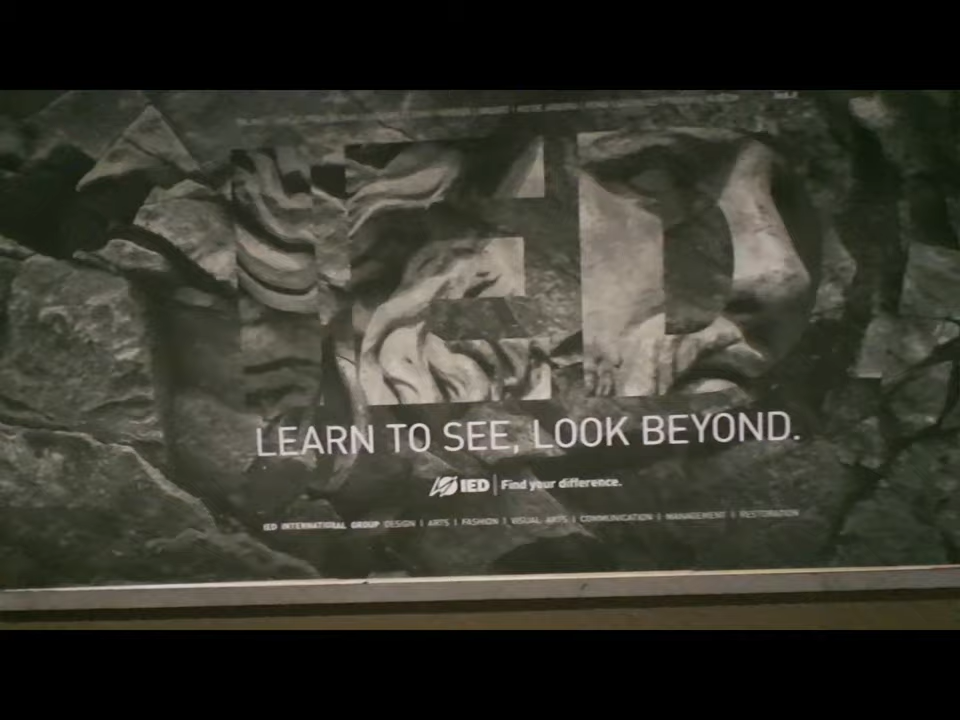 IED
LEARN TO SEE, LOOK BEYOND.
IED | Find your difference.
IED INTERNATIONAL GROUP DESIGN | ARTS | FASHION | VISUAL ARTS | COMMUNICATION | MANAGEMENT | RESTORATION